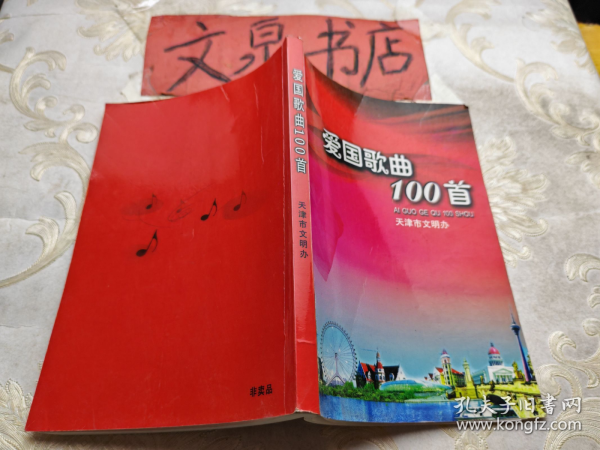 文泉书店
爱国歌曲100首
天津市文明办
爱国歌曲
100首
AI GUO GE QU 100 SHOU
天津市文明办
非卖品
孔夫子旧书网
www.kongfz.com